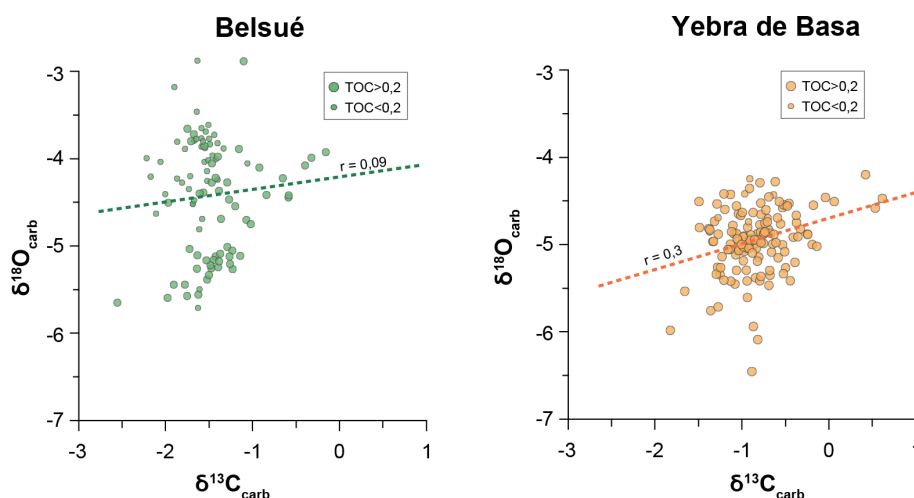 Belsué
-3
-4
-5
-6
-7
δ18Ocarb
TOC>0,2
TOC<0,2
r = 0,09
-3
-2
-1
0
1
δ13Ccarb
Yebra de Basa
-3
-4
-5
-6
-7
δ18Ocarb
TOC>0,2
TOC<0,2
r = 0,3
-3
-2
-1
0
1
δ13Ccarb